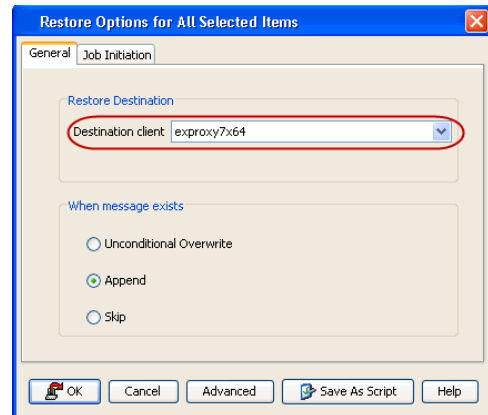 Restore Options for All Selected Items
General Job Initiation
Restore Destination
Destination client exproxy7x64
When message exists
Unconditional Overwrite
Append
Skip
OK Cancel Advanced Save As Script Help